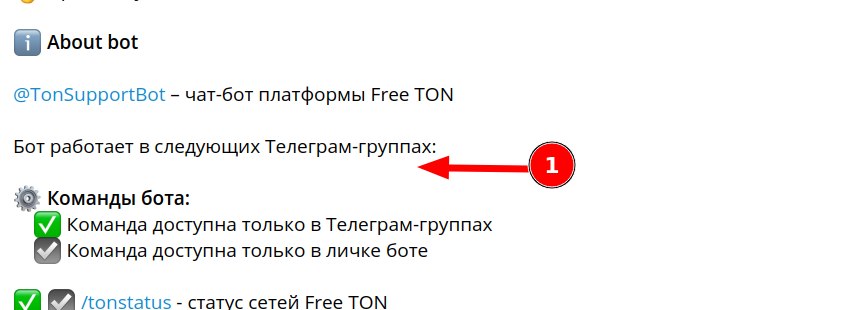 About bot
@TonSupportBot – чат-бот платформы Free TON
Бот работает в следующих Телеграм-группах:
1
Команды бота:
Команда доступна только в Телеграм-группах
Команда доступна только в личке боте
/tonstatus - статус сетей Free TON